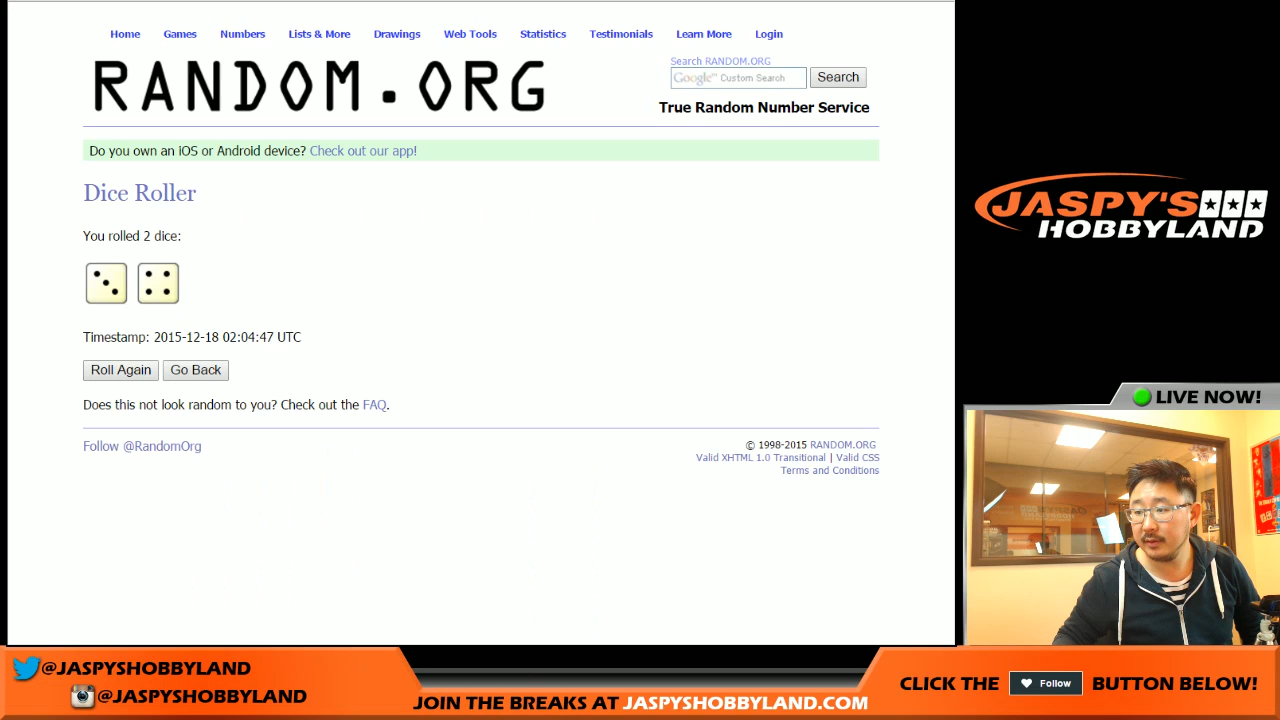 Home Games Numbers Lists & More Drawings Web Tools Statistics Testimonials Learn More Login
RANDOM.ORG
Search RANDOM.ORG
Google™ Custom Search Search
True Random Number Service
Do you own an iOS or Android device? Check out our app!
Dice Roller
You rolled 2 dice:
Timestamp: 2015-12-18 02:04:47 UTC
Roll Again Go Back
Does this not look random to you? Check out the FAQ.
Follow @RandomOrg
© 1998-2015 RANDOM.ORG
Valid XHTML 1.0 Transitional | Valid CSS
Terms and Conditions
JASPY'S
HOBBYLAND
LIVE NOW!
@JASPYSHOBBYLAND
@JASPYSHOBBYLAND
JOIN THE BREAKS AT JASPYSHOBBYLAND.COM
CLICK THE Follow BUTTON BELOW!